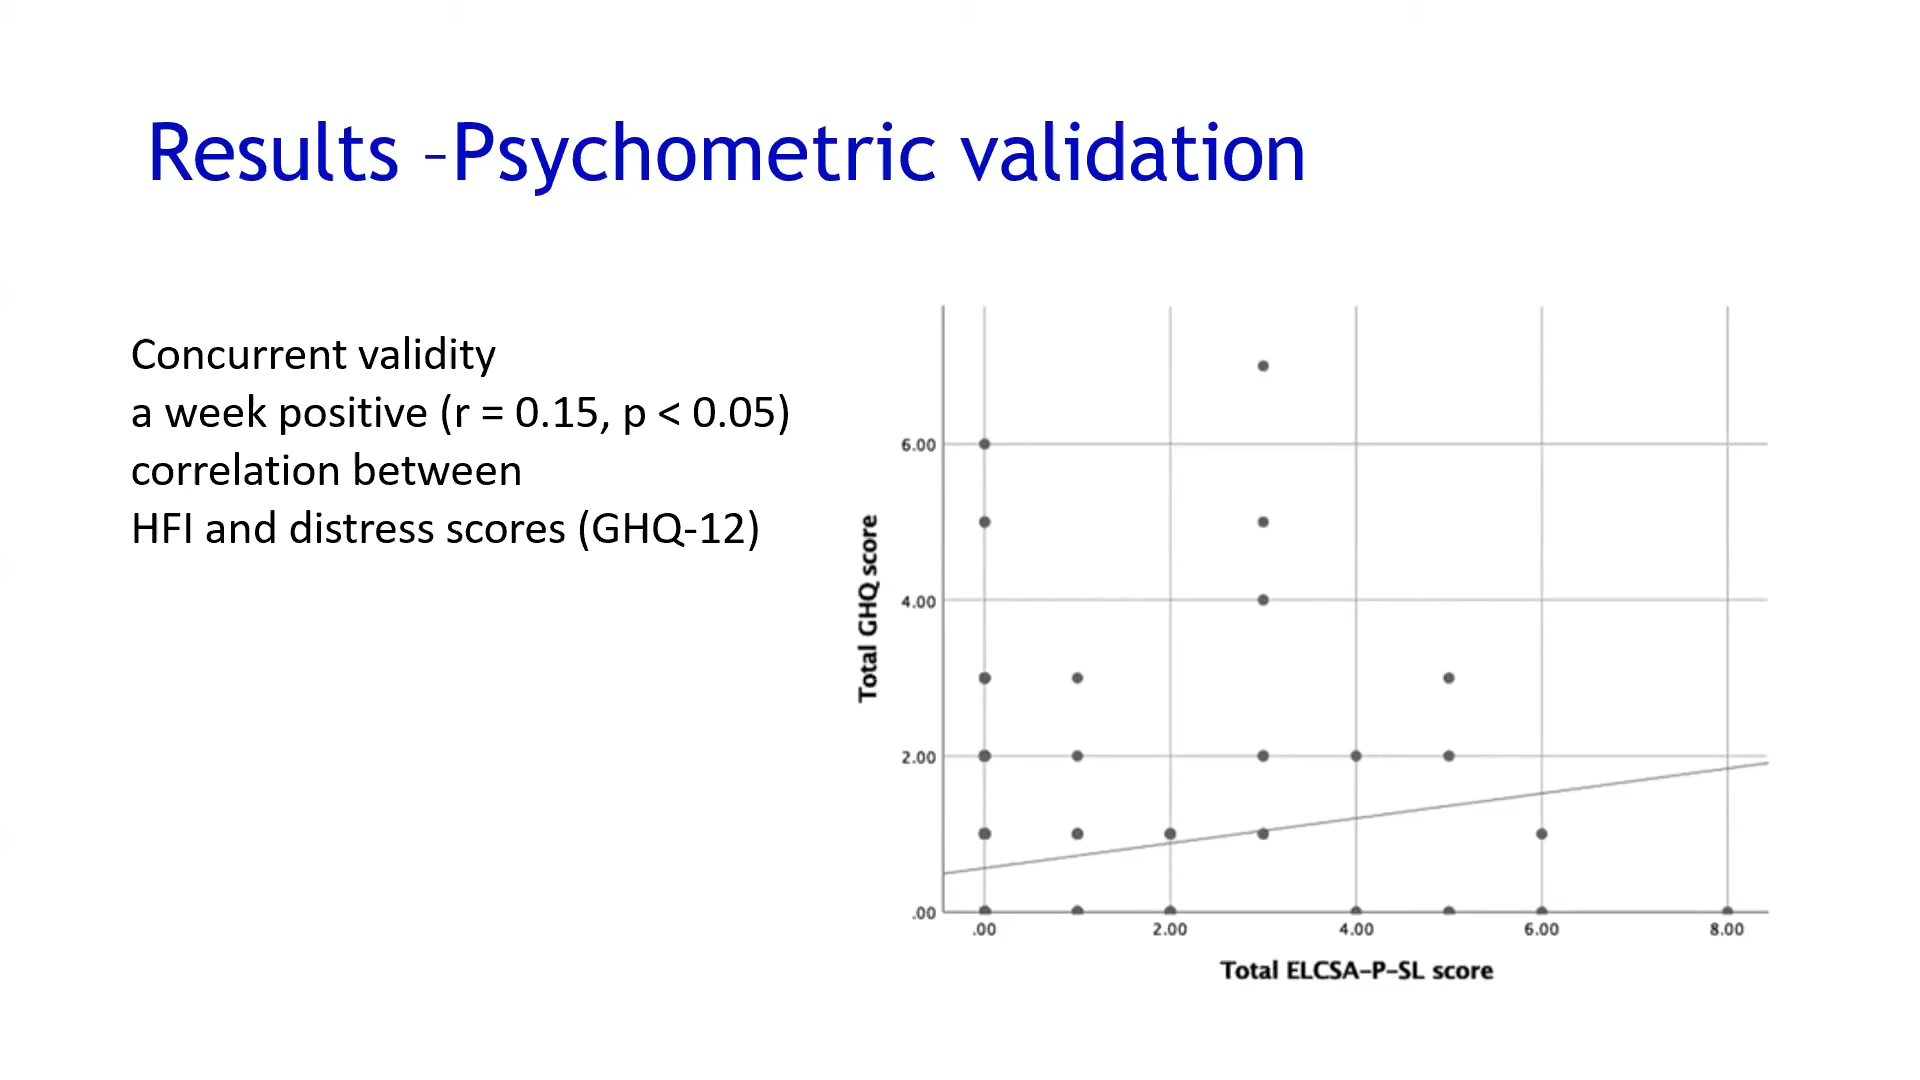 Results –Psychometric validation
Concurrent validity
a week positive (r = 0.15, p < 0.05)
correlation between
HFI and distress scores (GHQ-12)
Total GHQ score
6.00
4.00
2.00
.00
.00 2.00 4.00 6.00 8.00
Total ELCSA–P–SL score